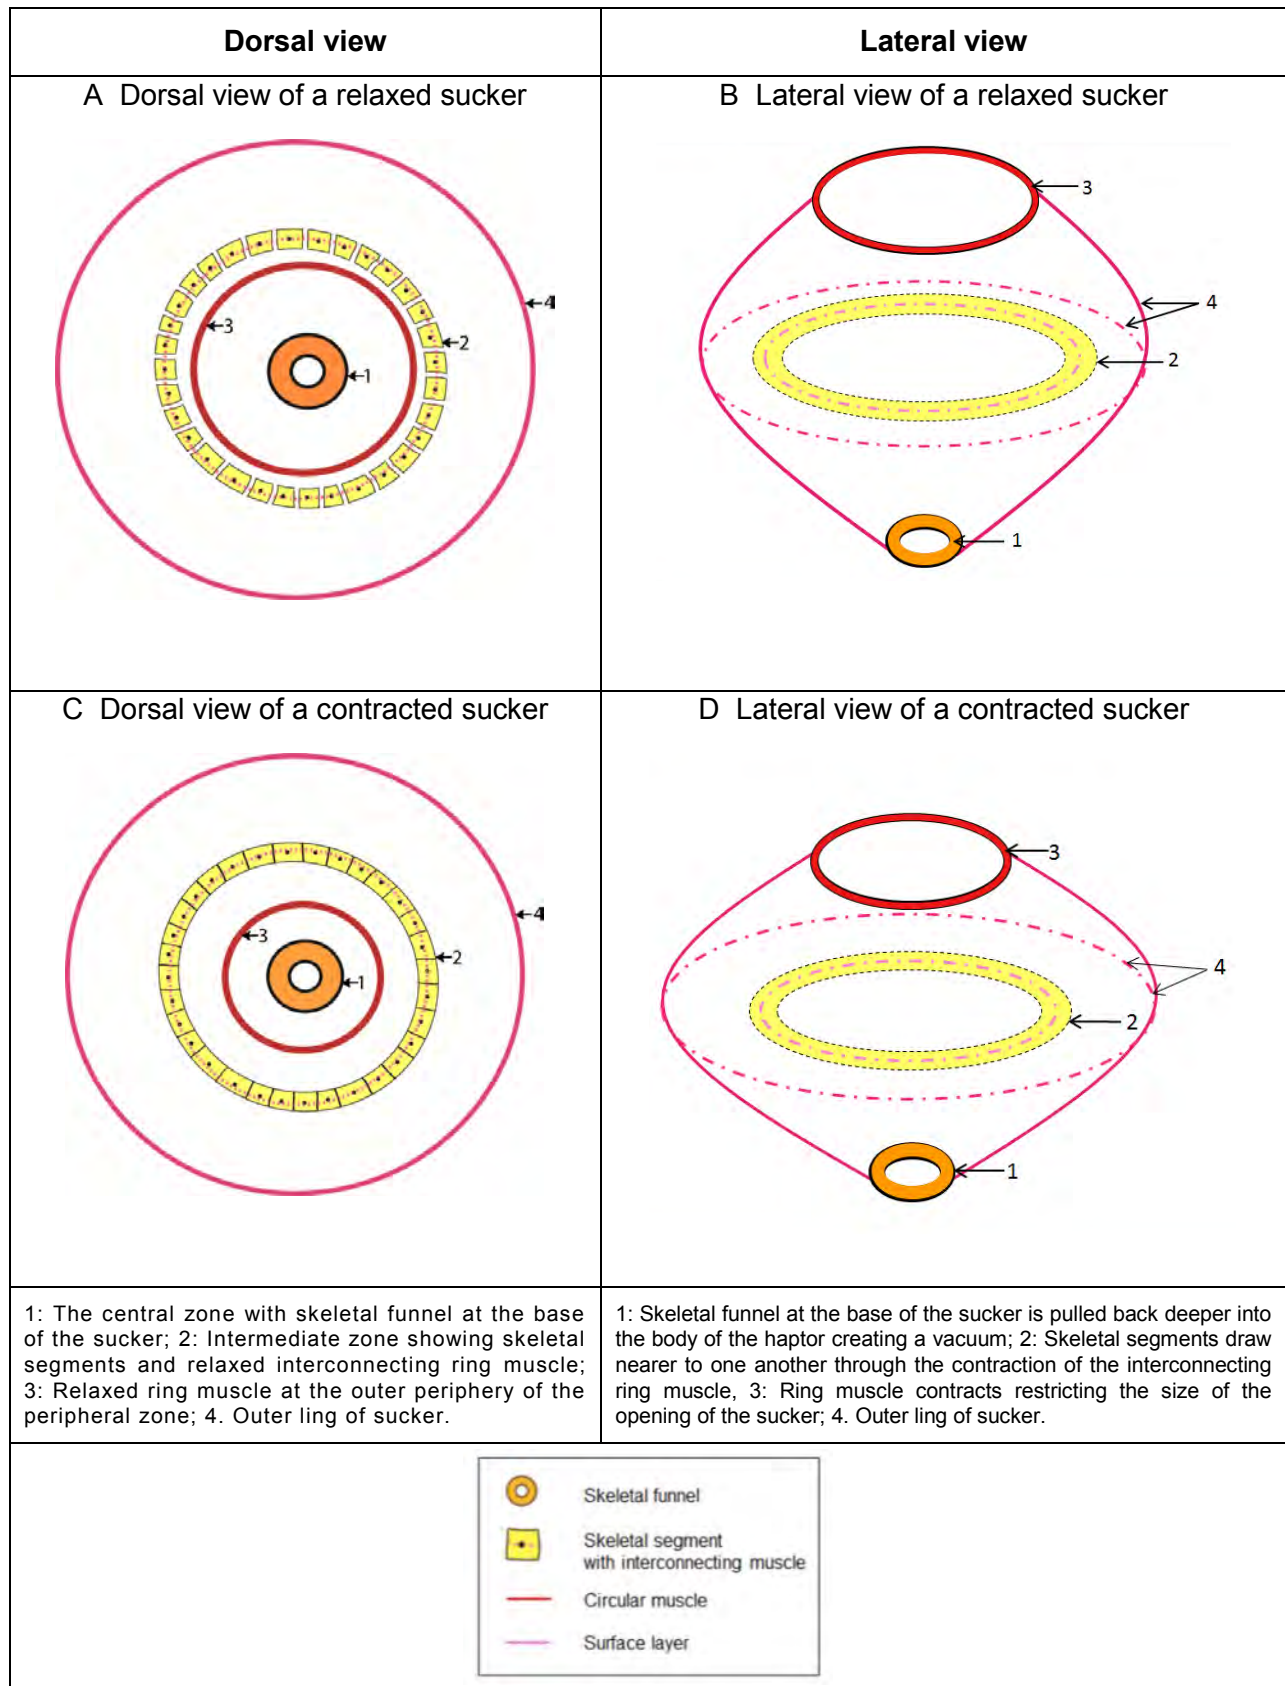 Dorsal view
Lateral view
A Dorsal view of a relaxed sucker
4
3
2
1
B Lateral view of a relaxed sucker
3
4
2
1
C Dorsal view of a contracted sucker
4
3
2
1
D Lateral view of a contracted sucker
3
4
2
1
1: The central zone with skeletal funnel at the base
of the sucker; 2: Intermediate zone showing skeletal
segments and relaxed interconnecting ring muscle;
3: Relaxed ring muscle at the outer periphery of the
peripheral zone; 4. Outer ling of sucker.
1: Skeletal funnel at the base of the sucker is pulled back deeper into
the body of the haptor creating a vacuum; 2: Skeletal segments draw
nearer to one another through the contraction of the interconnecting
ring muscle, 3: Ring muscle contracts restricting the size of the
opening of the sucker; 4. Outer ling of sucker.
Skeletal funnel
Skeletal segment
with interconnecting muscle
Circular muscle
Surface layer